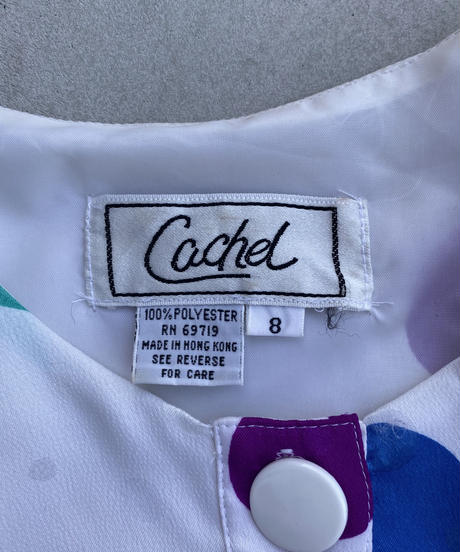 Cachel
100% POLYESTER
RN 69719
MADE IN HONG KONG
SEE REVERSE
FOR CARE
8